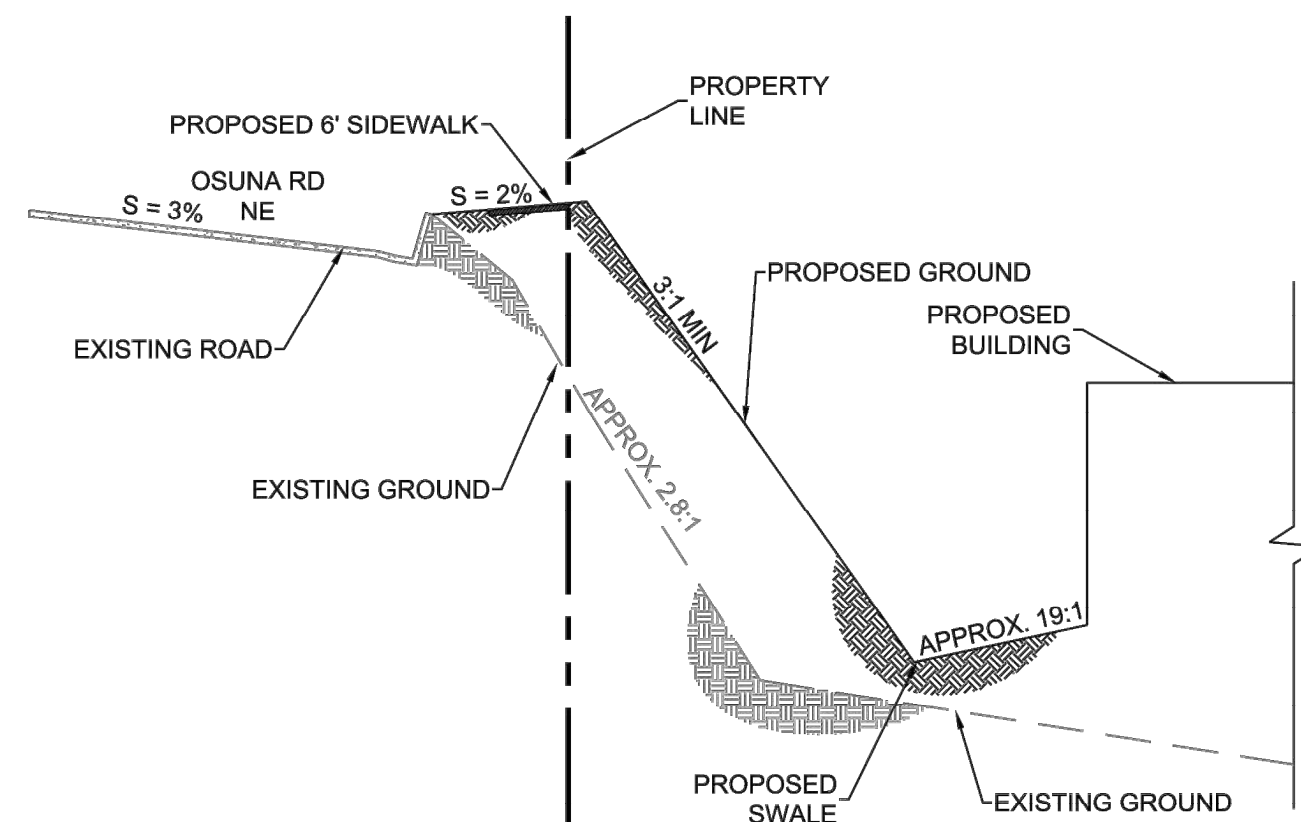 PROPERTY
LINE
PROPOSED 6' SIDEWALK
OSUNA RD
NE
S = 3%
S = 2%
3:1 MIN
PROPOSED GROUND
PROPOSED
BUILDING
EXISTING ROAD
APPROX. 2.8:1
EXISTING GROUND
APPROX. 19:1
PROPOSED
SWALE
EXISTING GROUND